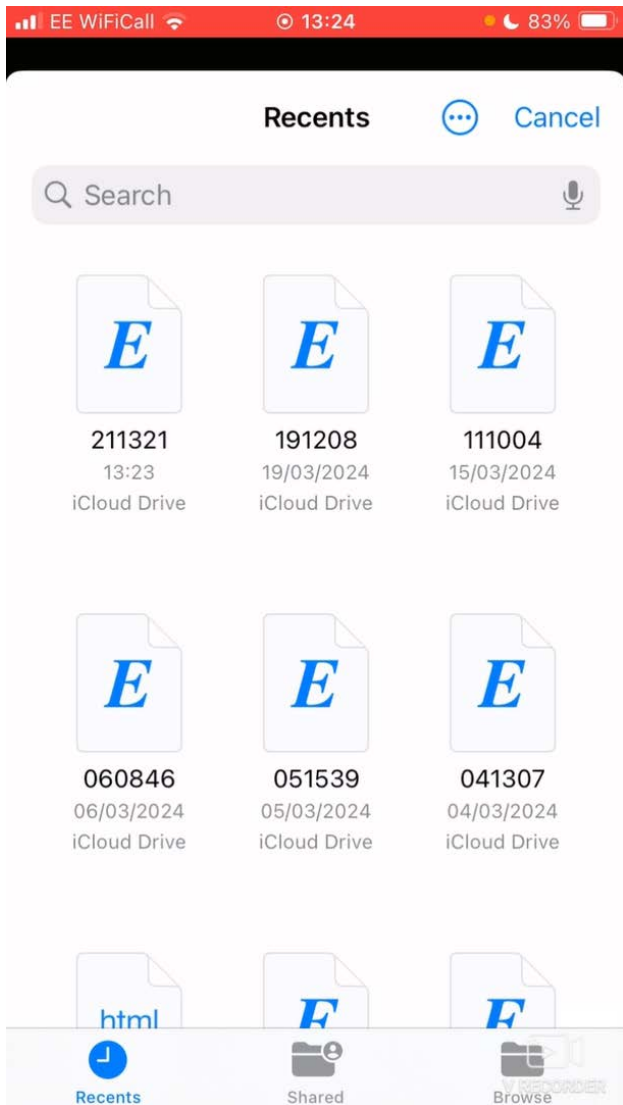 EE WiFiCall 13:24 83%
Recents Cancel
Search
E E E
211321 191208 111004
13:23 19/03/2024 15/03/2024
iCloud Drive iCloud Drive iCloud Drive
E E E
060846 051539 041307
06/03/2024 05/03/2024 04/03/2024
iCloud Drive iCloud Drive iCloud Drive
html E E
Recents Shared Browse
V RECORDER